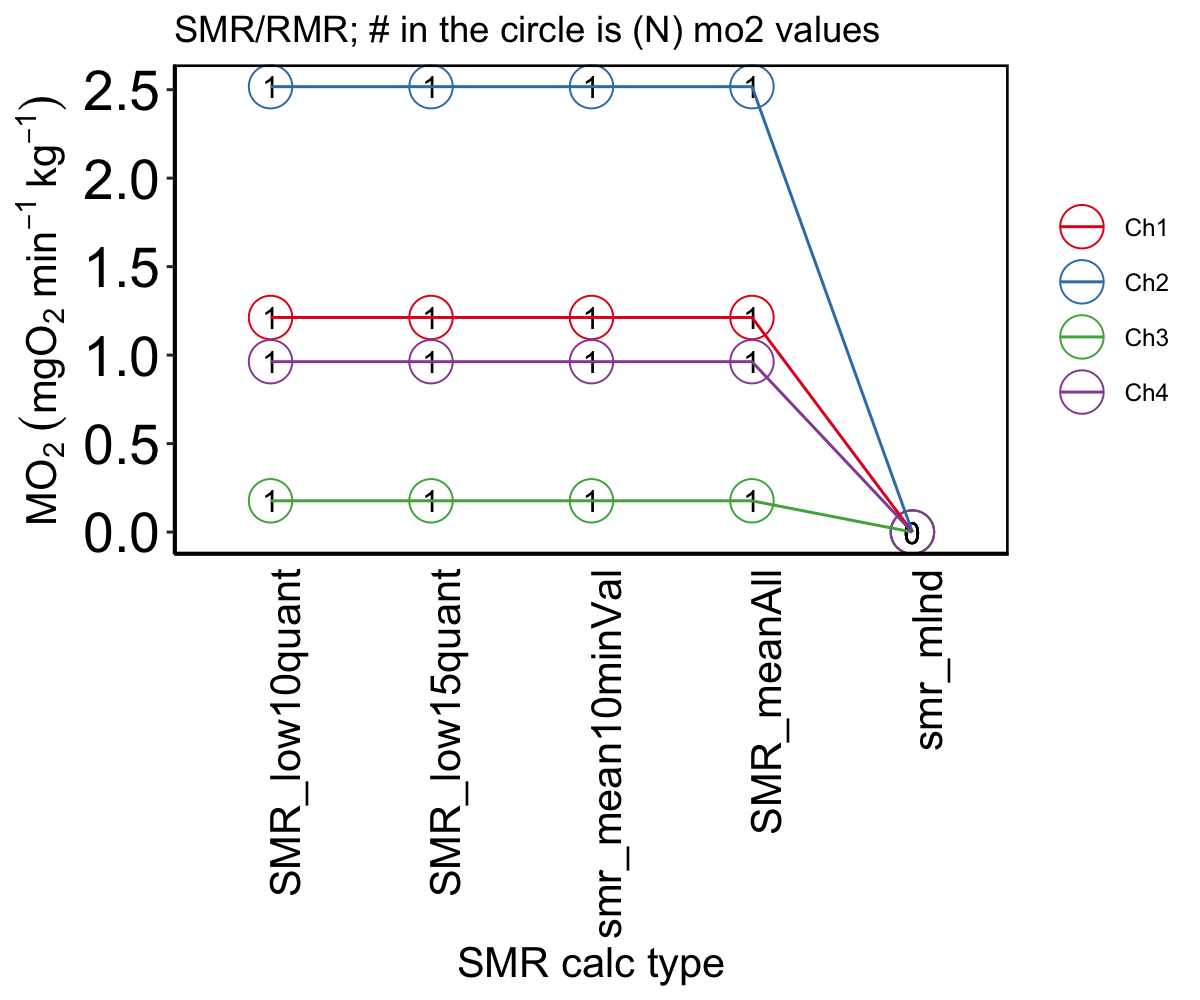 SMR/RMR; # in the circle is (N) mo2 values
MO₂ (mgO₂ min⁻¹ kg⁻¹)
2.5
2.0
1.5
1.0
0.5
0.0
1 1 1 1
1 1 1 1
1 1 1 1
1 1 1 1
0
Ch1
Ch2
Ch3
Ch4
SMR_low10quant
SMR_low15quant
smr_mean10minVal
SMR_meanAll
smr_mlnd
SMR calc type